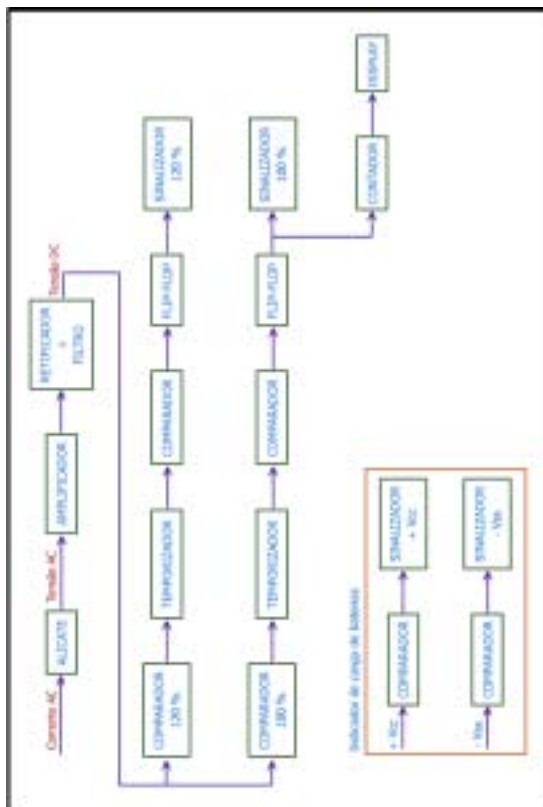 Corrente AC
ALICATE
Tensão AC
AMPLIFICADOR
RETIFICADOR
+
FILTRO
Tensão DC
COMPARADOR
120 %
TEMPORIZADOR
COMPARADOR
FLIP-FLOP
SINALIZADOR
120 %
COMPARADOR
180 %
TEMPORIZADOR
COMPARADOR
FLIP-FLOP
SINALIZADOR
180 %
CONTADOR
DISPLAY
Indicador de carga de baterias
+ Vcc
COMPARADOR
SINALIZADOR
+ Vcc
- Vss
COMPARADOR
SINALIZADOR
- Vss